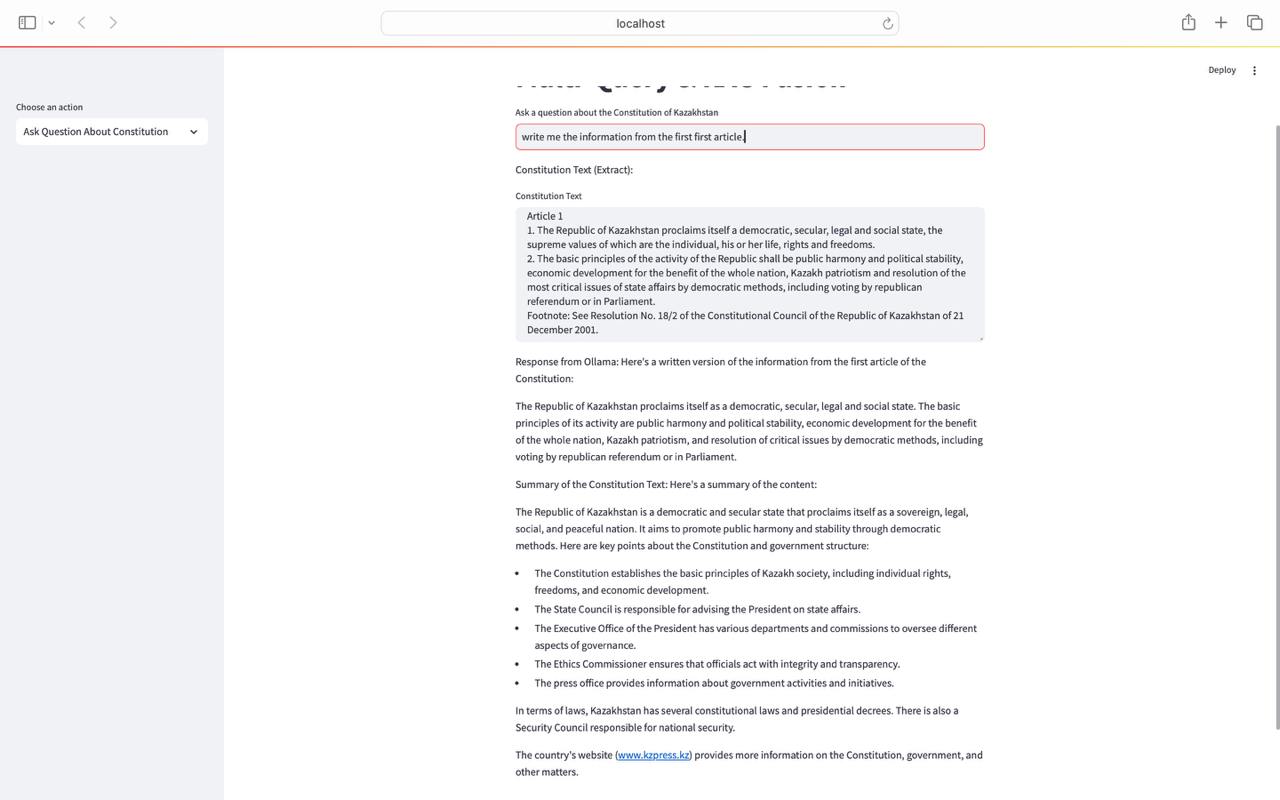 localhost
Deploy
Choose an action
Ask Question About Constitution
Ask a question about the Constitution of Kazakhstan
write me the information from the first first article.
Constitution Text (Extract):
Constitution Text
Article 1
1. The Republic of Kazakhstan proclaims itself a democratic, secular, legal and social state, the
supreme values of which are the individual, his or her life, rights and freedoms.
2. The basic principles of the activity of the Republic shall be public harmony and political stability,
economic development for the benefit of the whole nation, Kazakh patriotism and resolution of the
most critical issues of state affairs by democratic methods, including voting by republican
referendum or in Parliament.
Footnote: See Resolution No. 18/2 of the Constitutional Council of the Republic of Kazakhstan of 21
December 2001.
Response from Ollama: Here's a written version of the information from the first article of the
Constitution:
The Republic of Kazakhstan proclaims itself as a democratic, secular, legal and social state. The basic
principles of its activity are public harmony and political stability, economic development for the benefit
of the whole nation, Kazakh patriotism, and resolution of critical issues by democratic methods, including
voting by republican referendum or in Parliament.
Summary of the Constitution Text: Here's a summary of the content:
The Republic of Kazakhstan is a democratic and secular state that proclaims itself as a sovereign, legal,
social, and peaceful nation. It aims to promote public harmony and stability through democratic
methods. Here are key points about the Constitution and government structure:
• The Constitution establishes the basic principles of Kazakh society, including individual rights,
freedoms, and economic development.
• The State Council is responsible for advising the President on state affairs.
• The Executive Office of the President has various departments and commissions to oversee different
aspects of governance.
• The Ethics Commissioner ensures that officials act with integrity and transparency.
• The press office provides information about government activities and initiatives.
In terms of laws, Kazakhstan has several constitutional laws and presidential decrees. There is also a
Security Council responsible for national security.
The country's website (www.kzpress.kz) provides more information on the Constitution, government, and
other matters.